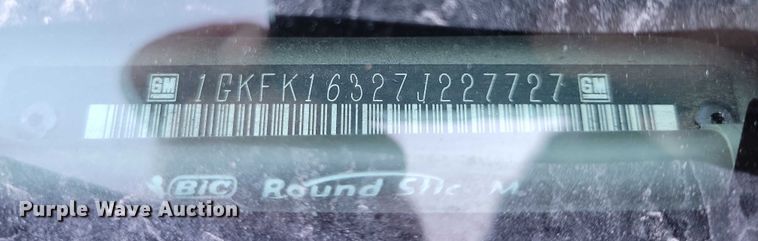 GM 1GKFK16327J227727 GM
BIC Round Stic M
Purple Wave Auction